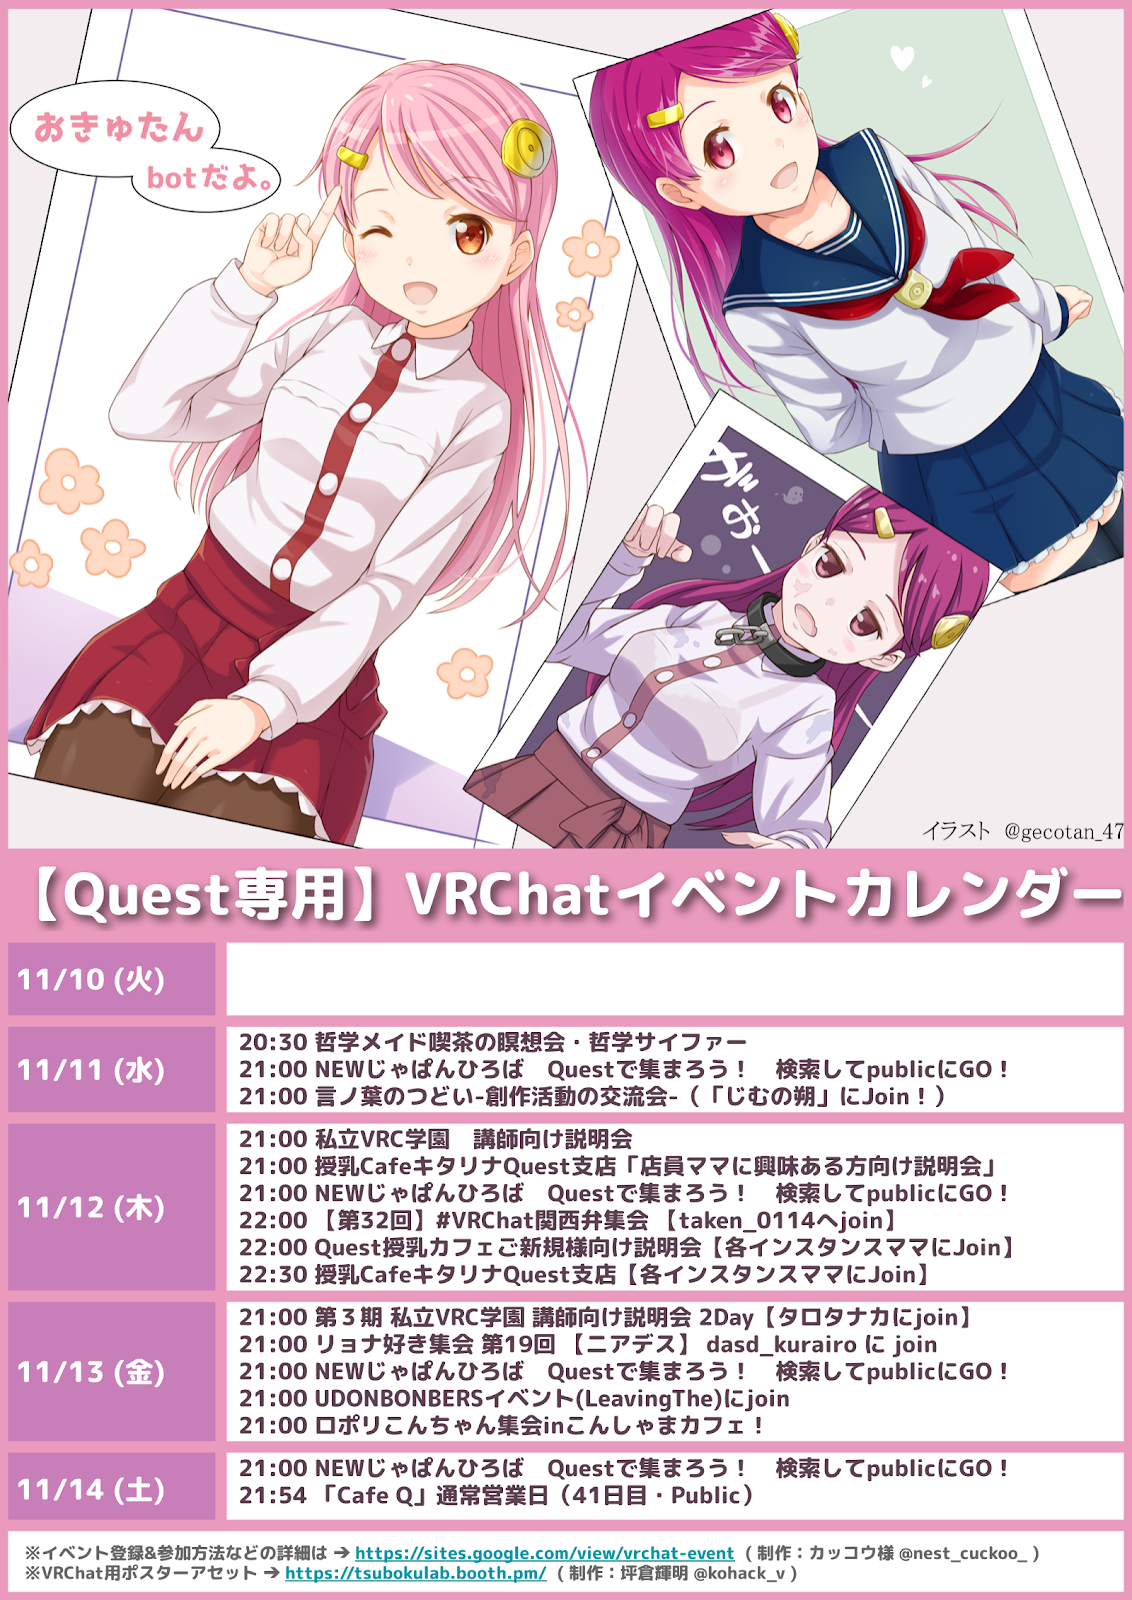 おきゅたん
botだよ。
がおー
イラスト @gecotan_47
【Quest専用】VRChatイベントカレンダー
11/10 (火)
11/11 (水)
20:30 哲学メイド喫茶の瞑想会・哲学サイファー
21:00 NEWじゃぱんひろば　Questで集まろう！　検索してpublicにGO！
21:00 言ノ葉のつどい-創作活動の交流会-（「じむの朔」にJoin！）
11/12 (木)
21:00 私立VRC学園　講師向け説明会
21:00 授乳CafeキタリナQuest支店「店員ママに興味ある方向け説明会」
21:00 NEWじゃぱんひろば　Questで集まろう！　検索してpublicにGO！
22:00 【第32回】#VRChat関西弁集会 【taken_0114へjoin】
22:00 Quest授乳カフェご新規様向け説明会【各インスタンスママにJoin】
22:30 授乳CafeキタリナQuest支店【各インスタンスママにJoin】
11/13 (金)
21:00 第３期 私立VRC学園 講師向け説明会 2Day【タロタナカにjoin】
21:00 リョナ好き集会 第19回 【ニアデス】 dasd_kurairo に join
21:00 NEWじゃぱんひろば　Questで集まろう！　検索してpublicにGO！
21:00 UDONBONBERSイベント(LeavingThe)にjoin
21:00 ロポリこんちゃん集会inこんしゃまカフェ！
11/14 (土)
21:00 NEWじゃぱんひろば　Questで集まろう！　検索してpublicにGO！
21:54 「Cafe Q」通常営業日（41日目・Public）
※イベント登録&参加方法などの詳細は ➔ https://sites.google.com/view/vrchat-event ( 制作：カッコウ様 @nest_cuckoo_ )
※VRChat用ポスターアセット ➔ https://tsubokulab.booth.pm/ ( 制作：坪倉輝明 @kohack_v )